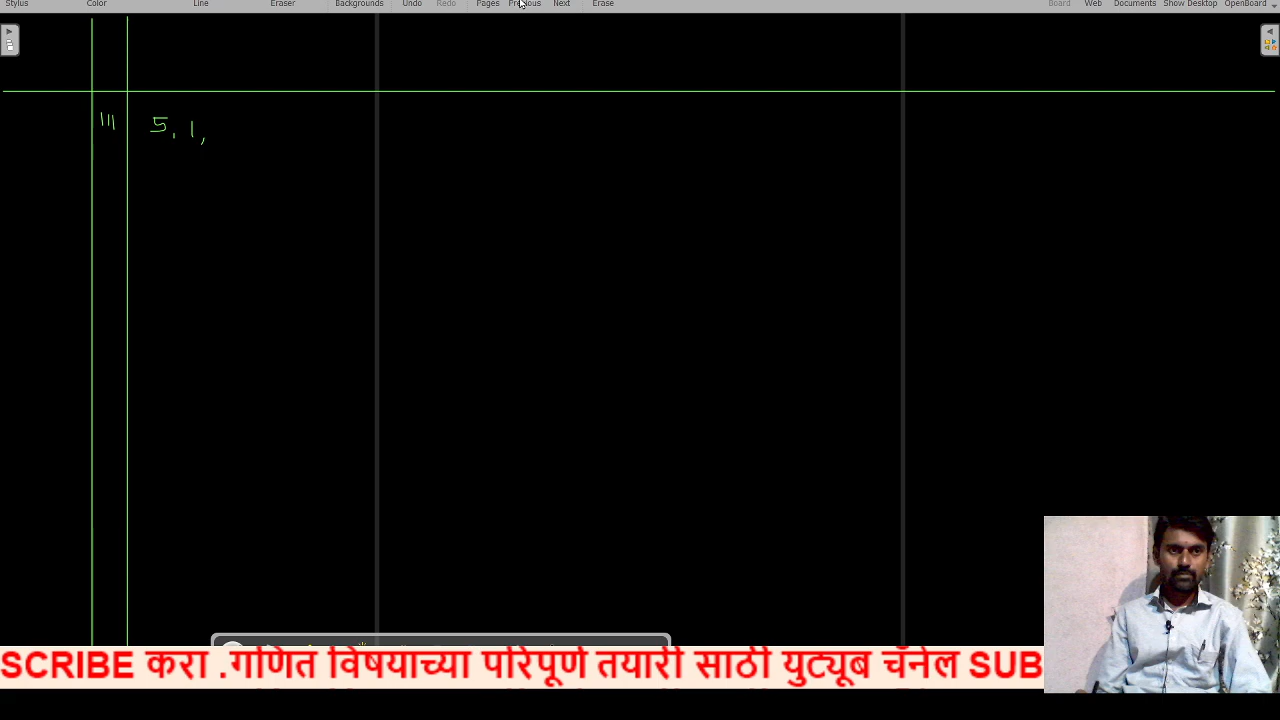 Stylus Color Line Eraser Backgrounds Undo Redo Pages Previous Next Erase Board Web Documents Show Desktop OpenBoard
III 5, 1,
SCRIBE करा .गणित विषयाच्या परिपूर्ण तयारी साठी युट्यूब चॅनेल SUB